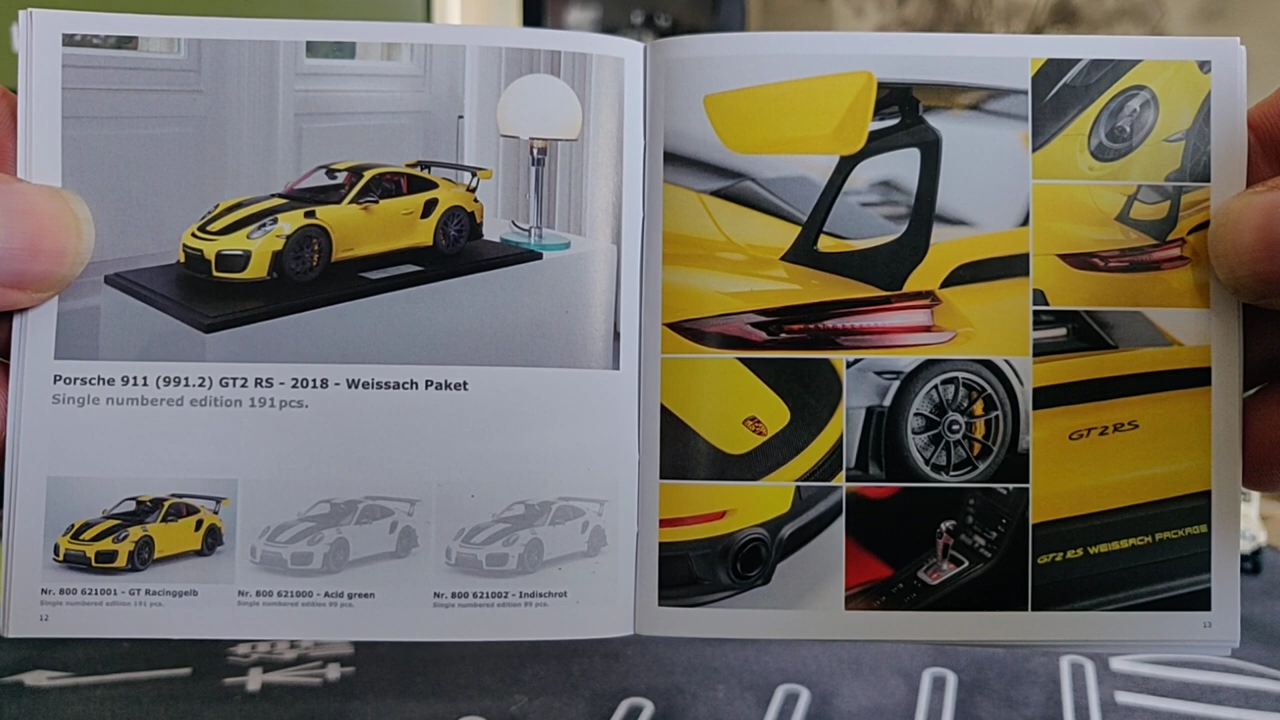 Porsche 911 (991.2) GT2 RS - 2018 - Weissach Paket
Single numbered edition 191 pcs.
Nr. 800 621001 - GT Racinggelb
Single numbered edition 191 pcs.
Nr. 800 621000 - Acid green
Single numbered edition 99 pcs.
Nr. 800 621002 - Indischrot
Single numbered edition 99 pcs.
12
GT2RS
GT2 RS WEISSACH PACKAGE
13